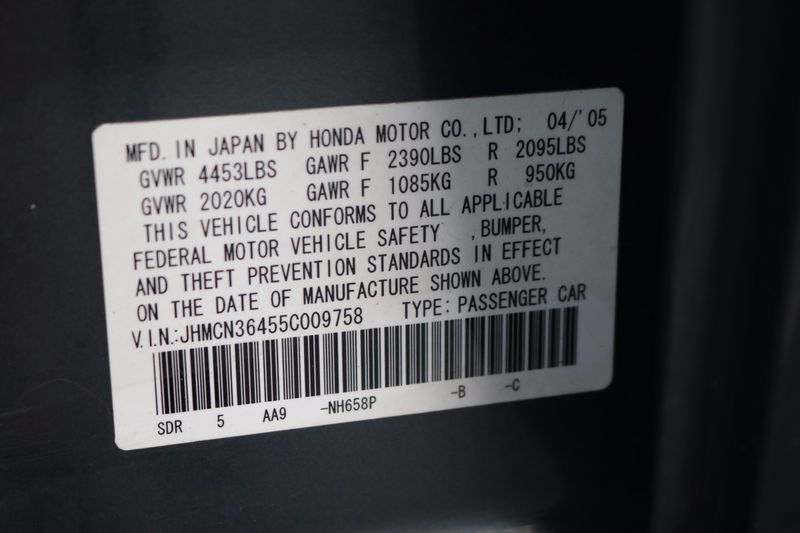 MFD. IN JAPAN BY HONDA MOTOR CO., LTD; 04/'05
GVWR 4453LBS GAWR F 2390LBS R 2095LBS
GVWR 2020KG GAWR F 1085KG R 950KG
THIS VEHICLE CONFORMS TO ALL APPLICABLE
FEDERAL MOTOR VEHICLE SAFETY , BUMPER,
AND THEFT PREVENTION STANDARDS IN EFFECT
ON THE DATE OF MANUFACTURE SHOWN ABOVE.
V.I.N.:JHMCN36455C009758 TYPE: PASSENGER CAR
SDR 5 AA9 -NH658P -B -C